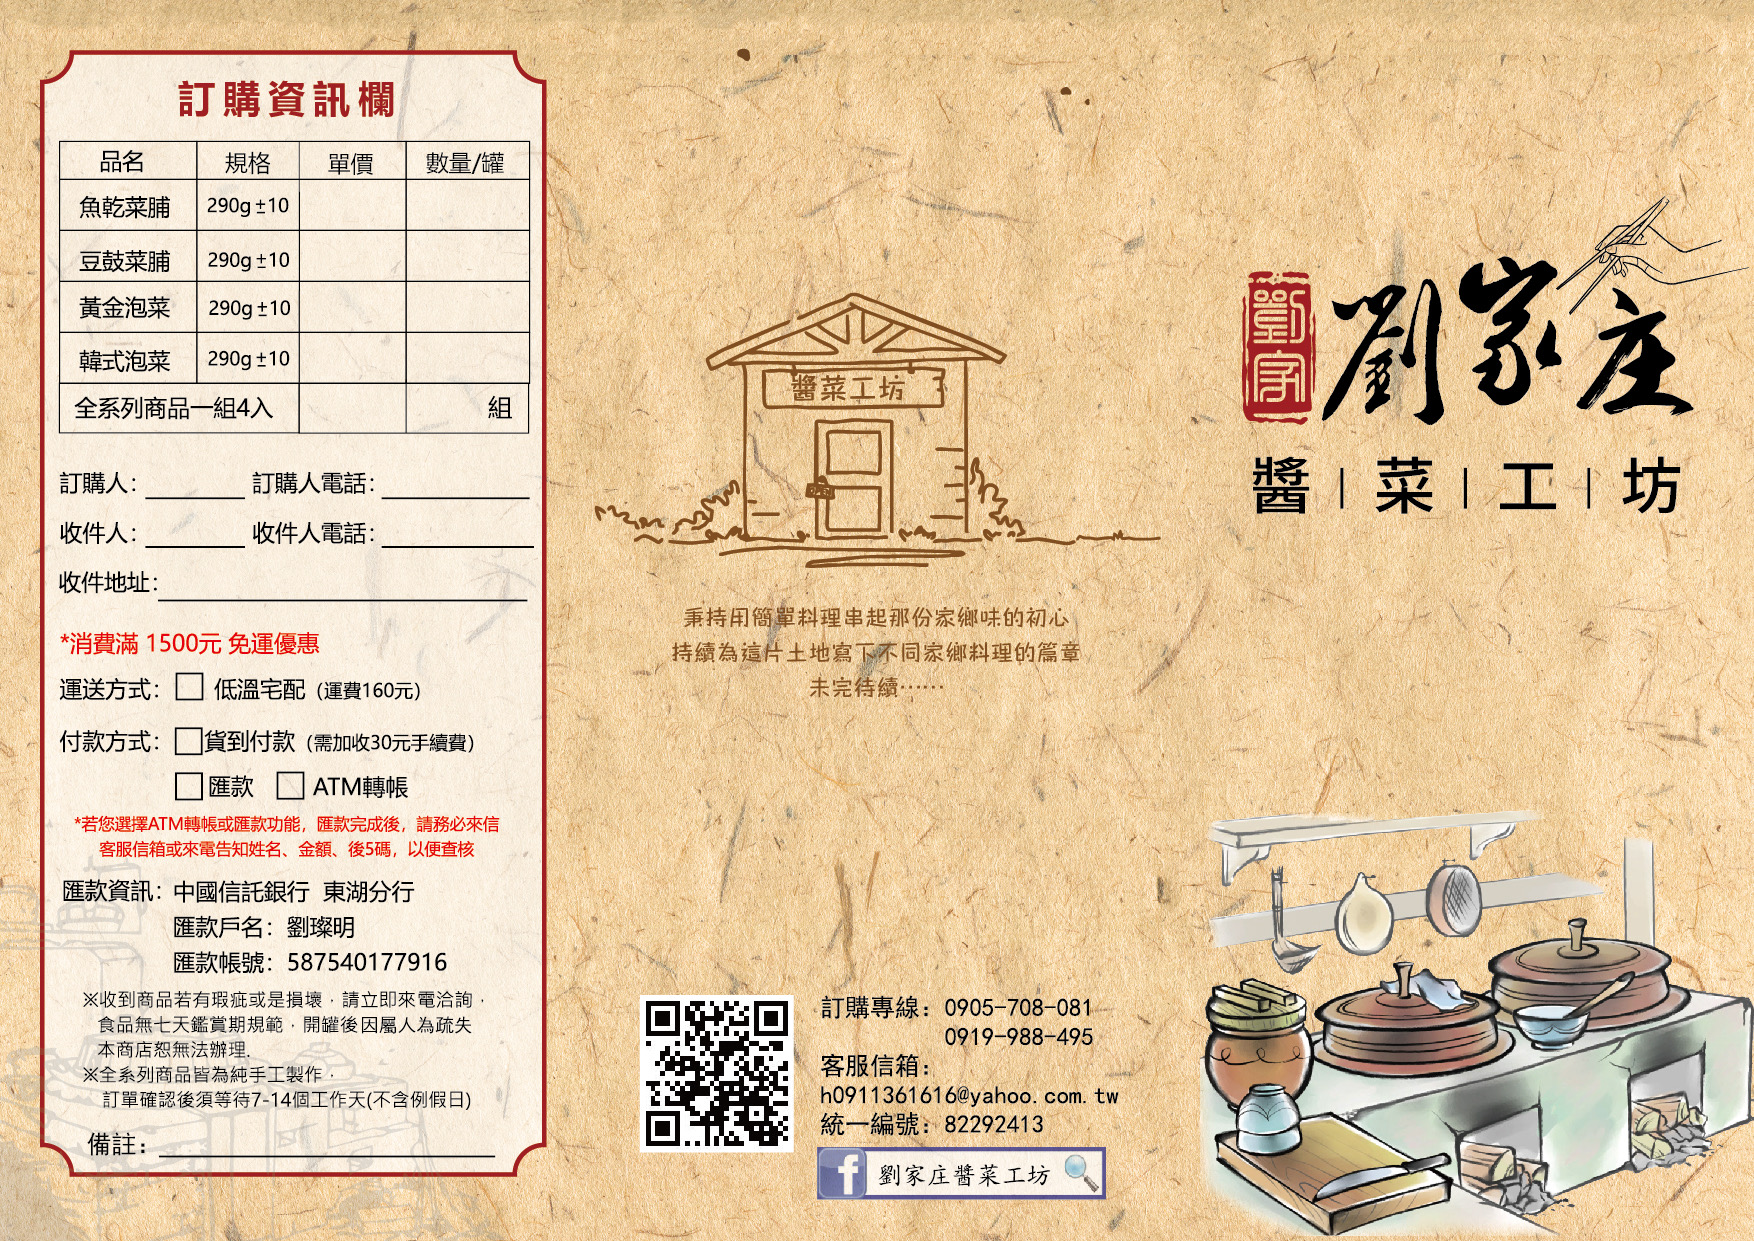 訂購資訊欄
品名 規格 單價 數量/罐
魚乾菜脯 290g±10
豆鼓菜脯 290g±10
黃金泡菜 290g±10
韓式泡菜 290g±10
全系列商品一組4入 組
訂購人： 訂購人電話：
收件人： 收件人電話：
收件地址：
*消費滿 1500元 免運優惠
運送方式： 低溫宅配（運費160元）
付款方式： 貨到付款（需加收30元手續費）
匯款 ATM轉帳
*若您選擇ATM轉帳或匯款功能，匯款完成後，請務必來信
客服信箱或來電告知姓名、金額、後5碼，以便查核
匯款資訊：中國信託銀行 東湖分行
匯款戶名：劉璨明
匯款帳號：587540177916
※收到商品若有瑕疵或是損壞，請立即來電洽詢，
食品無七天鑑賞期規範，開罐後因屬人為疏失
本商店恕無法辦理.
※全系列商品皆為純手工製作，
訂單確認後須等待7-14個工作天(不含例假日)
備註：
醬菜工坊
秉持用簡單料理串起那份家鄉味的初心
持續為這片土地寫下不同家鄉料理的篇章
未完待續……
訂購專線：0905-708-081
0919-988-495
客服信箱：
h0911361616@yahoo.com.tw
統一編號：82292413
f 劉家庄醬菜工坊
劉家
劉家庄
醬|菜|工|坊